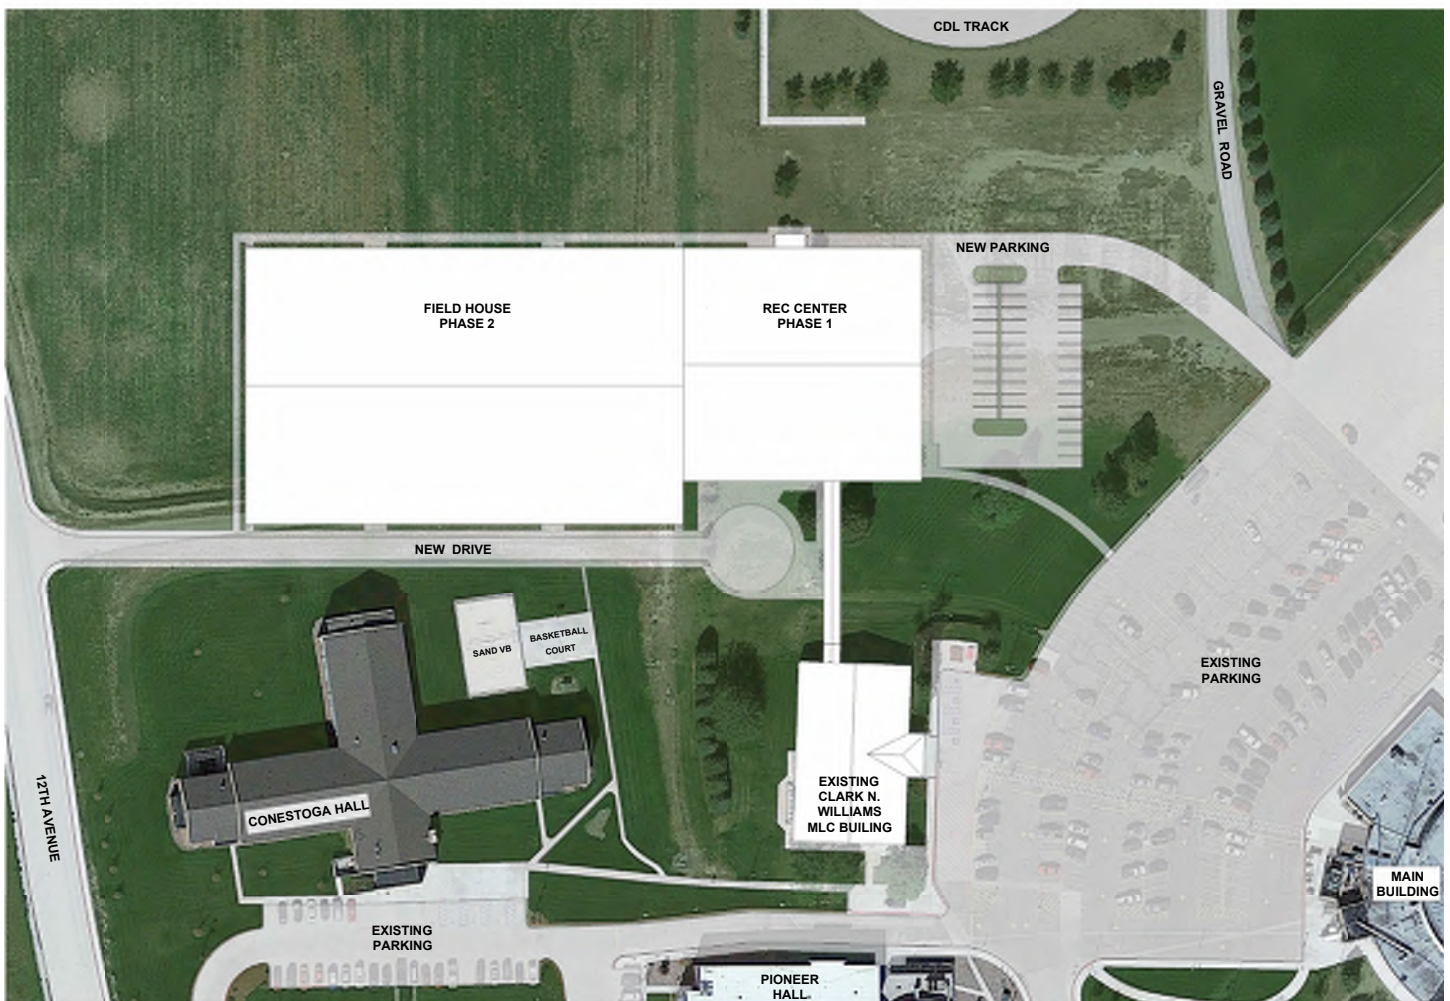 CDL TRACK
GRAVEL ROAD
NEW PARKING
FIELD HOUSE
PHASE 2
REC CENTER
PHASE 1
NEW DRIVE
SAND VB
BASKETBALL
COURT
EXISTING
PARKING
12TH AVENUE
CONESTOGA HALL
EXISTING
CLARK N.
WILLIAMS
MLC BUILING
MAIN
BUILDING
EXISTING
PARKING
PIONEER
HALL